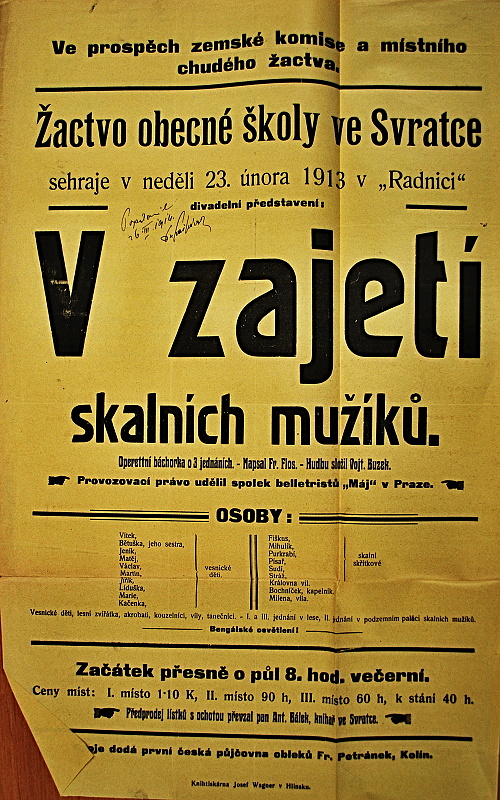 Ve prospěch zemské komise a místního
chudého žactva.
Žactvo obecné školy ve Svratce
sehraje v neděli 23. února 1913 v „Radnici“
divadelní představení:
V zajetí
skalních mužíků.
Operettní báchorka o 3 jednáních. - Napsal Fr. Flos. - Hudbu složil Vojt. Buzek.
Provozovací právo udělil spolek belletristů „Máj“ v Praze.
OSOBY:
Vítek,
Bětuška, jeho sestra,
Jeník,
Matěj,
Václav,
Martin,
Jiřík,
Liduška,
Marie,
Kačenka,
vesnické
děti.
Fiškus,
Mihulík,
Purkrabí,
Písař,
Sudí,
Stráž,
Královna víl.
Bochníček, kapelník,
Milena, víla.
skalní
skřítkové
Vesnické děti, lesní zvířátka, akrobati, kouzelníci, víly, tanečníci. - I. a III. jednání v lese, II. jednání v podzemním paláci skalních mužíků.
Bengálské osvětlení!
Začátek přesně o půl 8. hod. večerní.
Ceny míst: I. místo 1·10 K, II. místo 90 h, III. místo 60 h, k stání 40 h.
Předprodej lístků s ochotou převzal pan Ant. Bálek, knihař ve Svratce.
dodá první česká půjčovna obleků Fr. Petránek, Kolín.
Knihtiskárna Josef Wagner v Hlinsku.